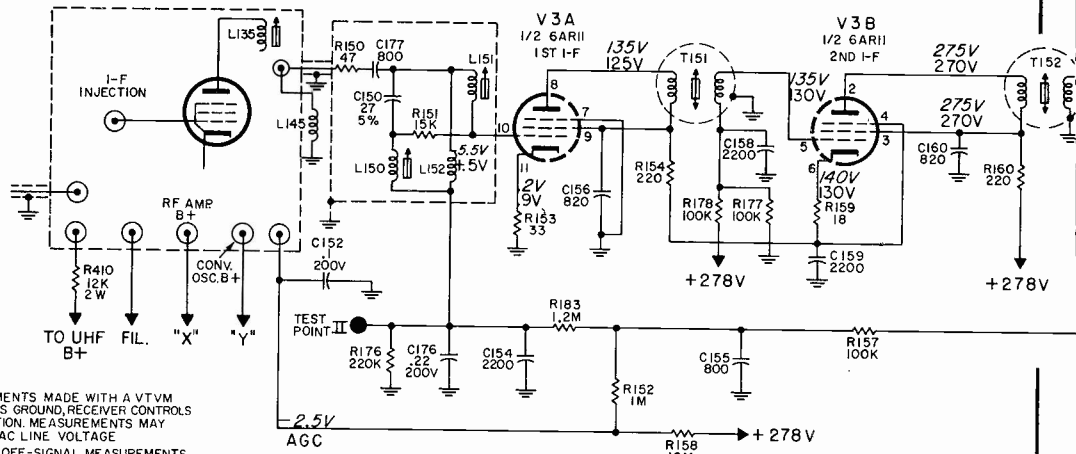 L135
I-F
INJECTION
L145
RF AMP.
B+
CONV.
OSC. B+
R410
12K
2W
TO UHF
B+
FIL.
"X"
"Y"
R150
47
C177
800
C150
27
5%
L151
R151
15K
L150
L152
5.5V
+.5V
C152
.1
200V
V3A
1/2 6AR11
1ST I-F
8
7
9
10
11
.2V
.9V
R153
33
C156
820
135V
125V
T151
R154
220
C158
2200
R178
100K
R177
100K
+278V
135V
130V
V3B
1/2 6AR11
2ND I-F
2
4
3
5
6
140V
130V
R159
18
C159
2200
275V
270V
275V
270V
C160
820
T152
R160
220
+278V
TEST
POINT II
R176
220K
C176
.22
200V
C154
2200
R183
1.2M
R152
1M
C155
800
R157
100K
-2.5V
AGC
R158
+278V
MENTS MADE WITH A VTVM
S GROUND, RECEIVER CONTROLS
TION. MEASUREMENTS MAY
AC LINE VOLTAGE
OFF-SIGNAL MEASUREMENTS